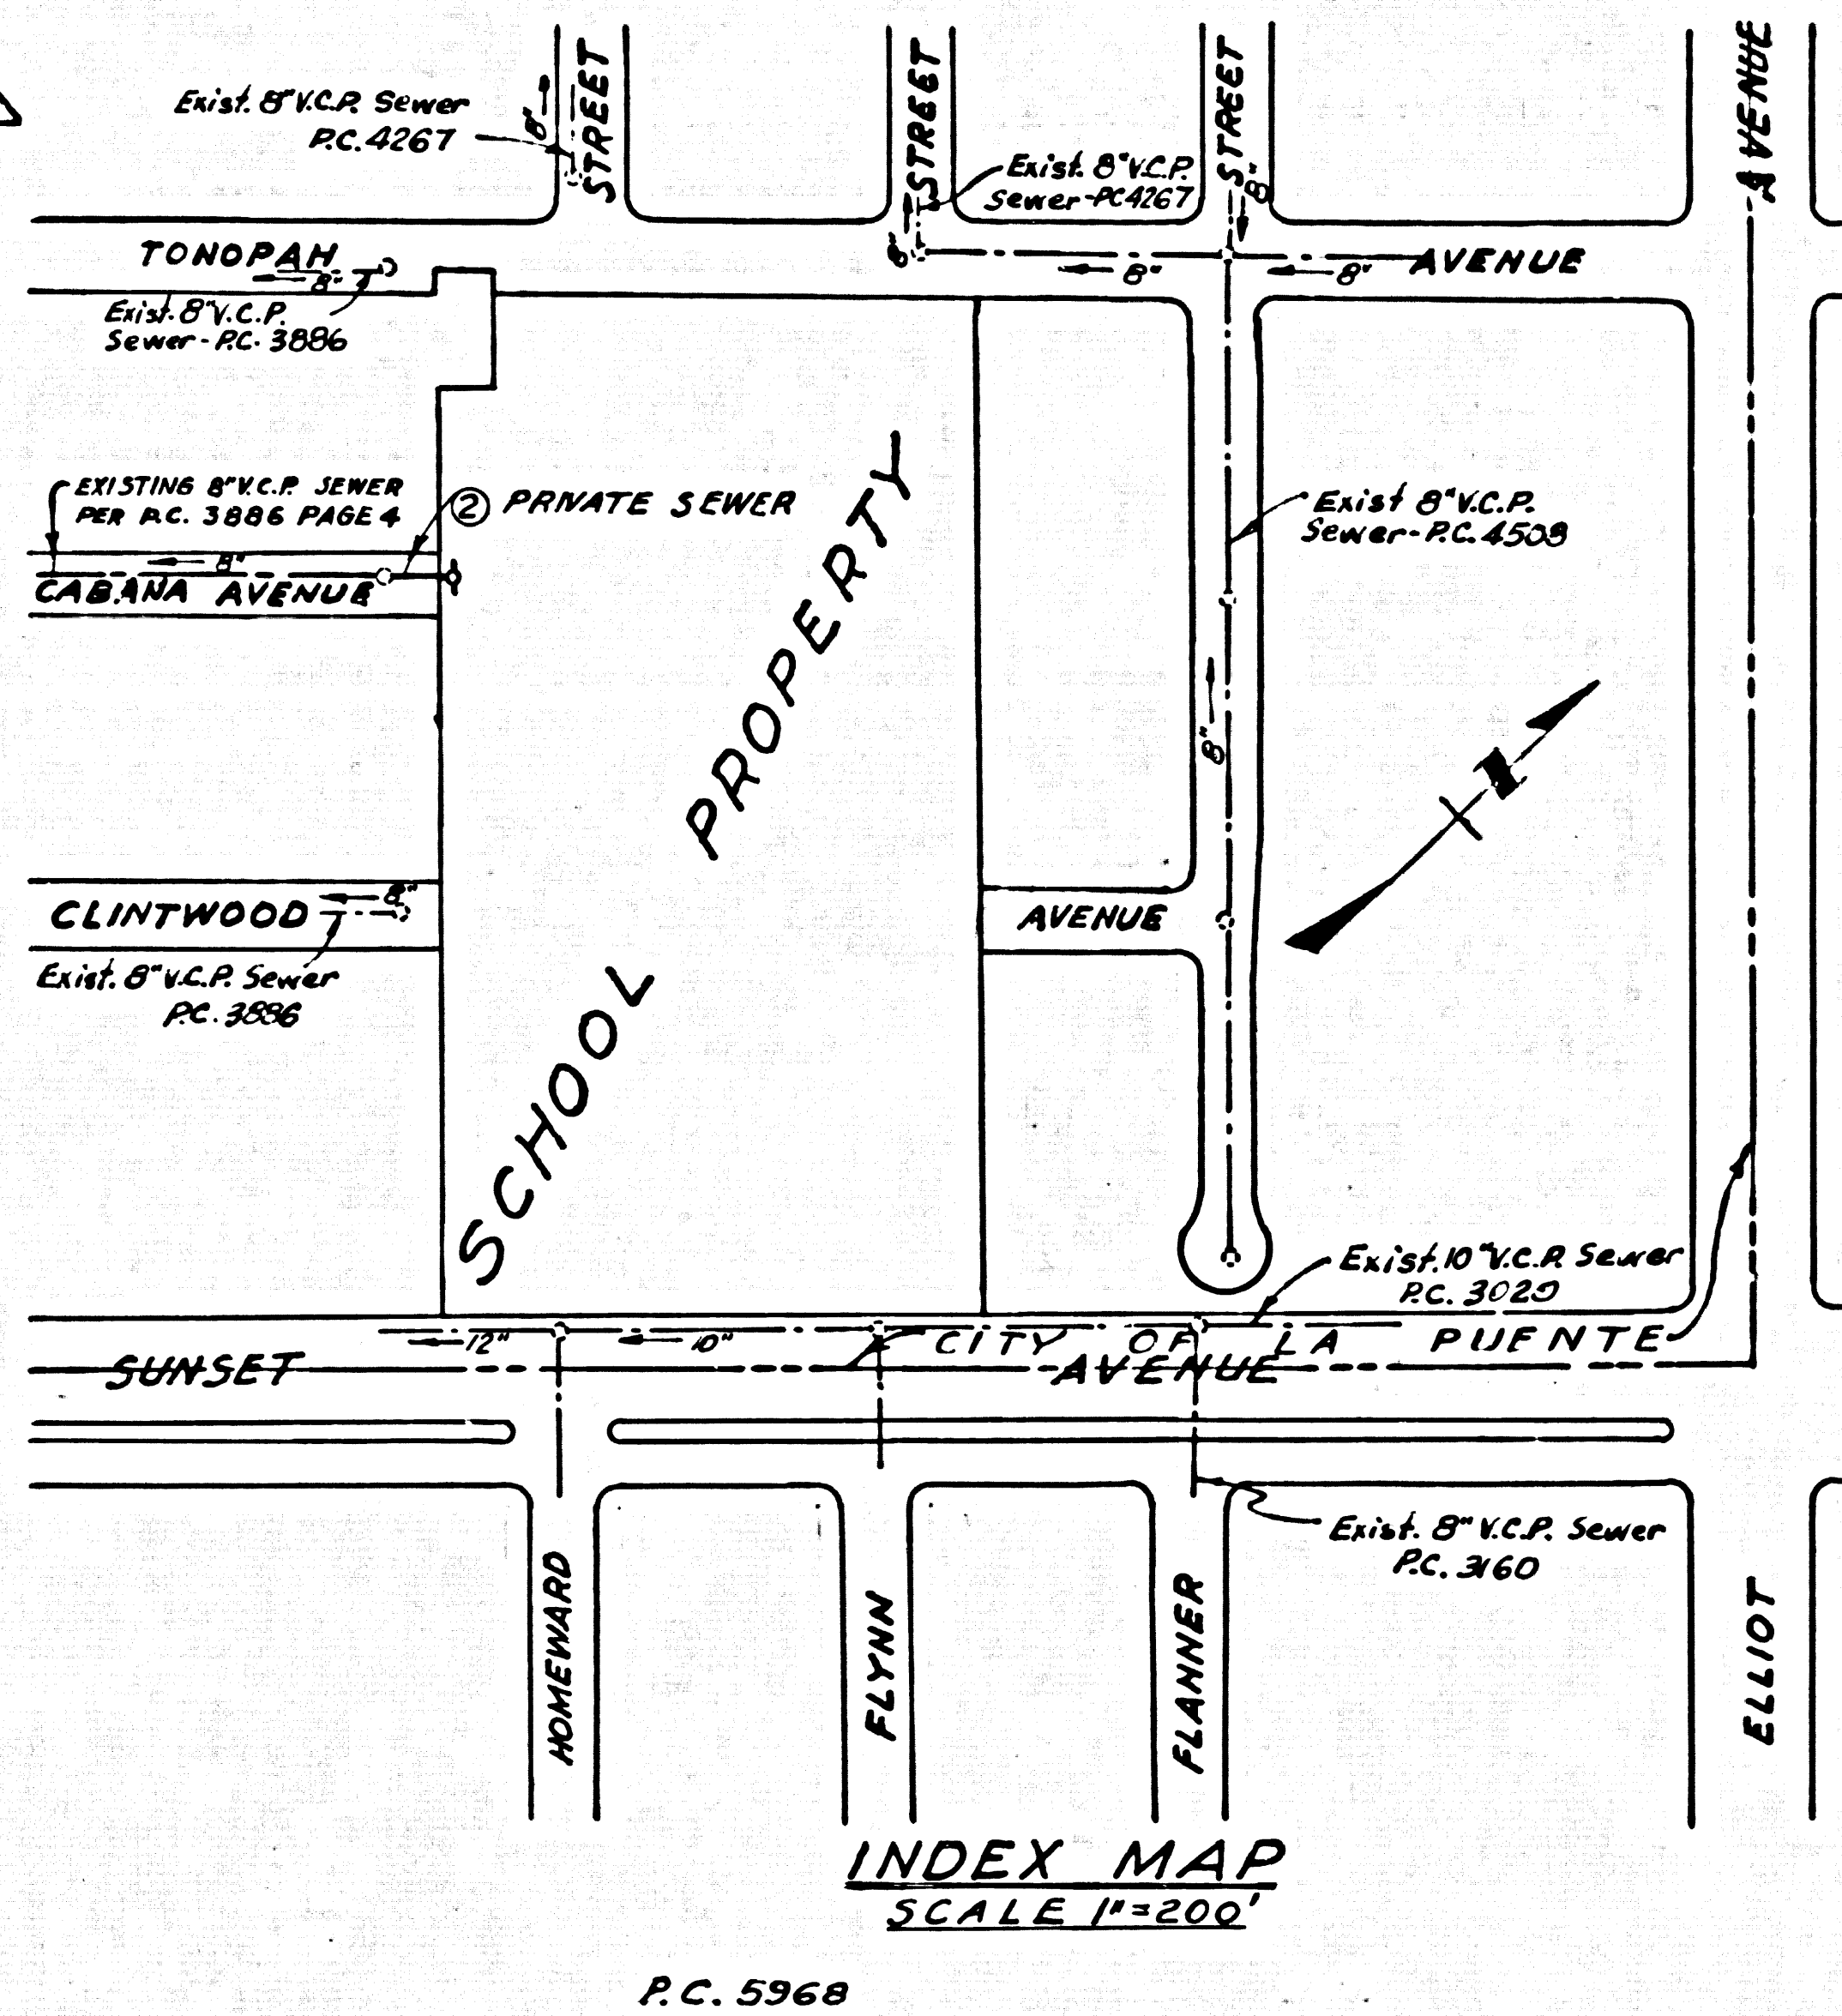 STREET
STREET
STREET
AVENUE
Exist. 8" V.C.P. Sewer
P.C. 4267
8"
Exist. 8" V.C.P.
Sewer-PC4267
8"
8"
TONOPAH
8"
8"
8"
AVENUE
Exist. 8" V.C.P.
Sewer - P.C. 3886
EXISTING 8" V.C.P. SEWER
PER P.C. 3886 PAGE 4
2 PRIVATE SEWER
8"
CABANA AVENUE
Exist 8" V.C.P.
Sewer-P.C. 4508
8"
N
SCHOOL PROPERTY
8"
CLINTWOOD
AVENUE
Exist. 8" V.C.P. Sewer
P.C. 3886
Exist. 10" V.C.P. Sewer
P.C. 3020
12"
10"
CITY OF LA PUENTE
SUNSET AVENUE
Exist. 8" V.C.P. Sewer
P.C. 3160
HOMEWARD
FLYNN
FLANNER
ELLIOT
INDEX MAP
SCALE 1"=200'
P.C. 5968